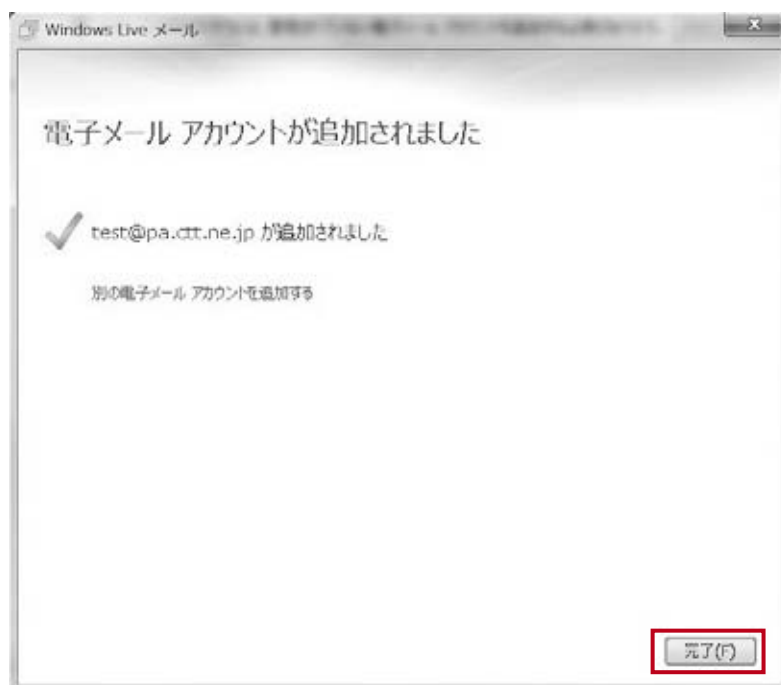 Windows Live メール
電子メール アカウントが追加されました
test@pa.ctt.ne.jp が追加されました
別の電子メール アカウントを追加する
完了(F)